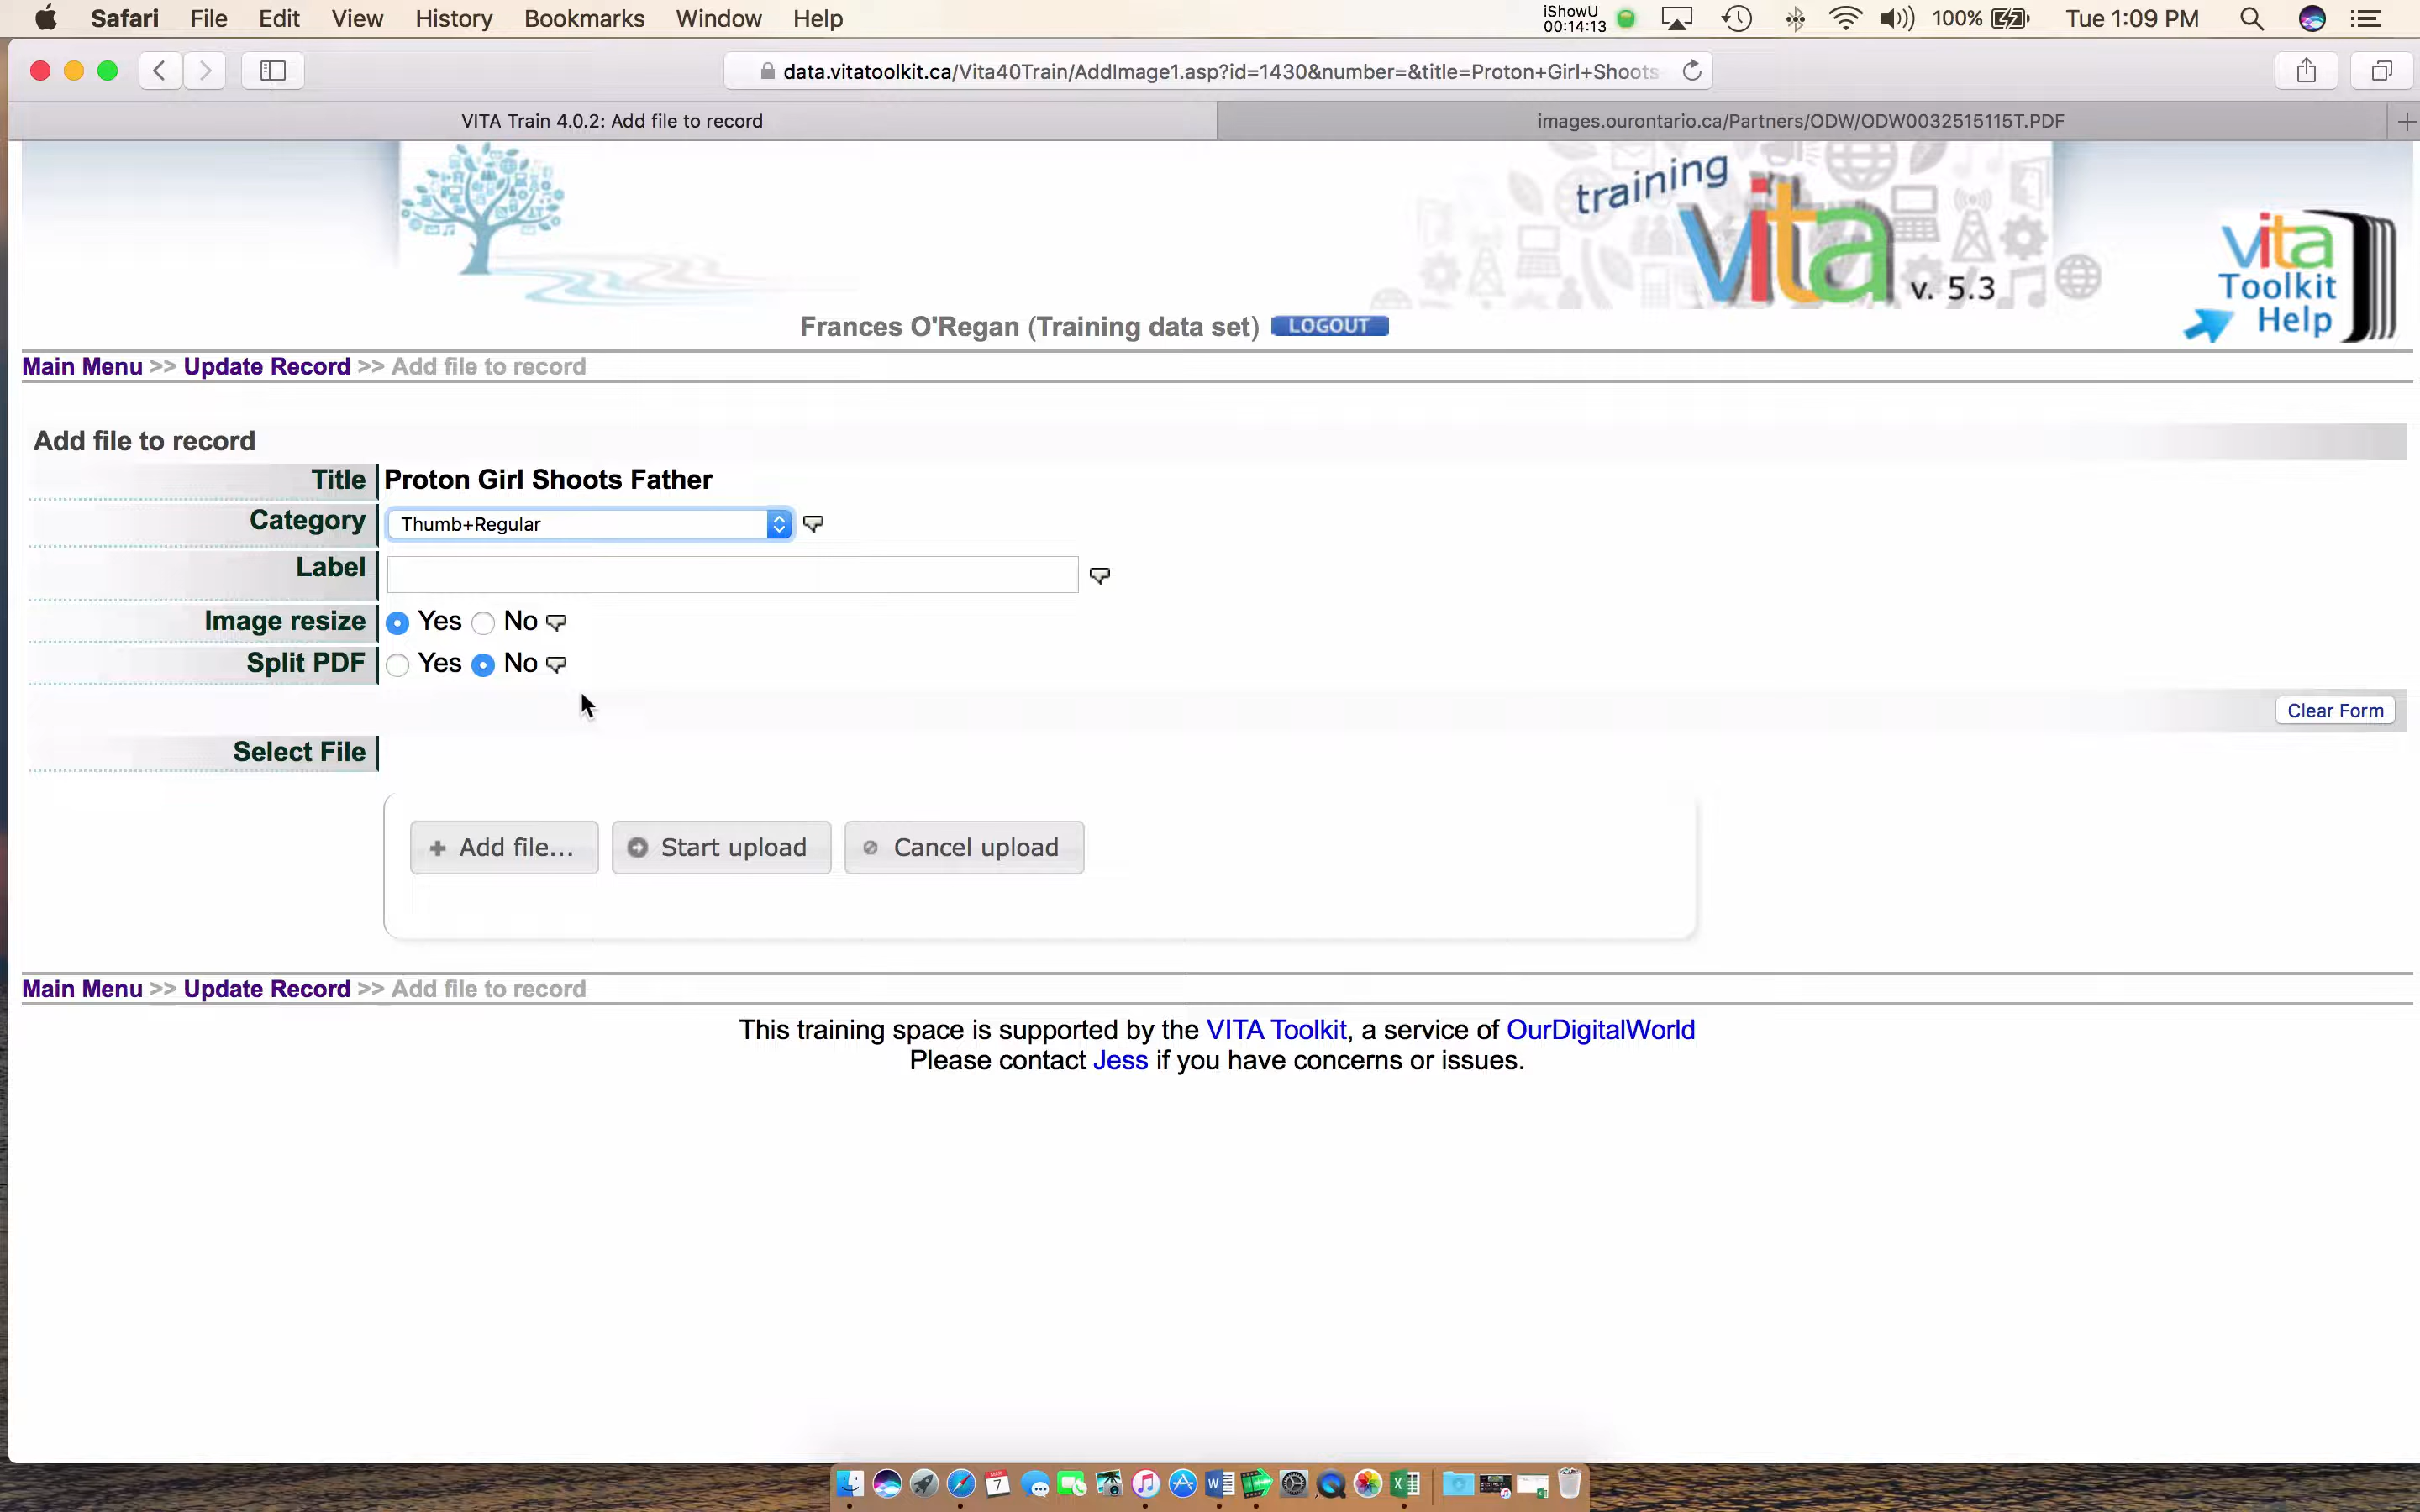 Safari File Edit View History Bookmarks Window Help iShowU 00:14:13 100% Tue 1:09 PM
data.vitatoolkit.ca/Vita40Train/AddImage1.asp?id=1430&number=&title=Proton+Girl+Shoots
VITA Train 4.0.2: Add file to record images.ourontario.ca/Partners/ODW/ODW0032515115T.PDF
training
vita v. 5.3
vita
Toolkit
Help
Frances O'Regan (Training data set) LOGOUT
Main Menu >> Update Record >> Add file to record
Add file to record
Title Proton Girl Shoots Father
Category Thumb+Regular
Label
Image resize Yes No
Split PDF Yes No
Clear Form
Select File
Add file... Start upload Cancel upload
Main Menu >> Update Record >> Add file to record
This training space is supported by the VITA Toolkit, a service of OurDigitalWorld
Please contact Jess if you have concerns or issues.
7